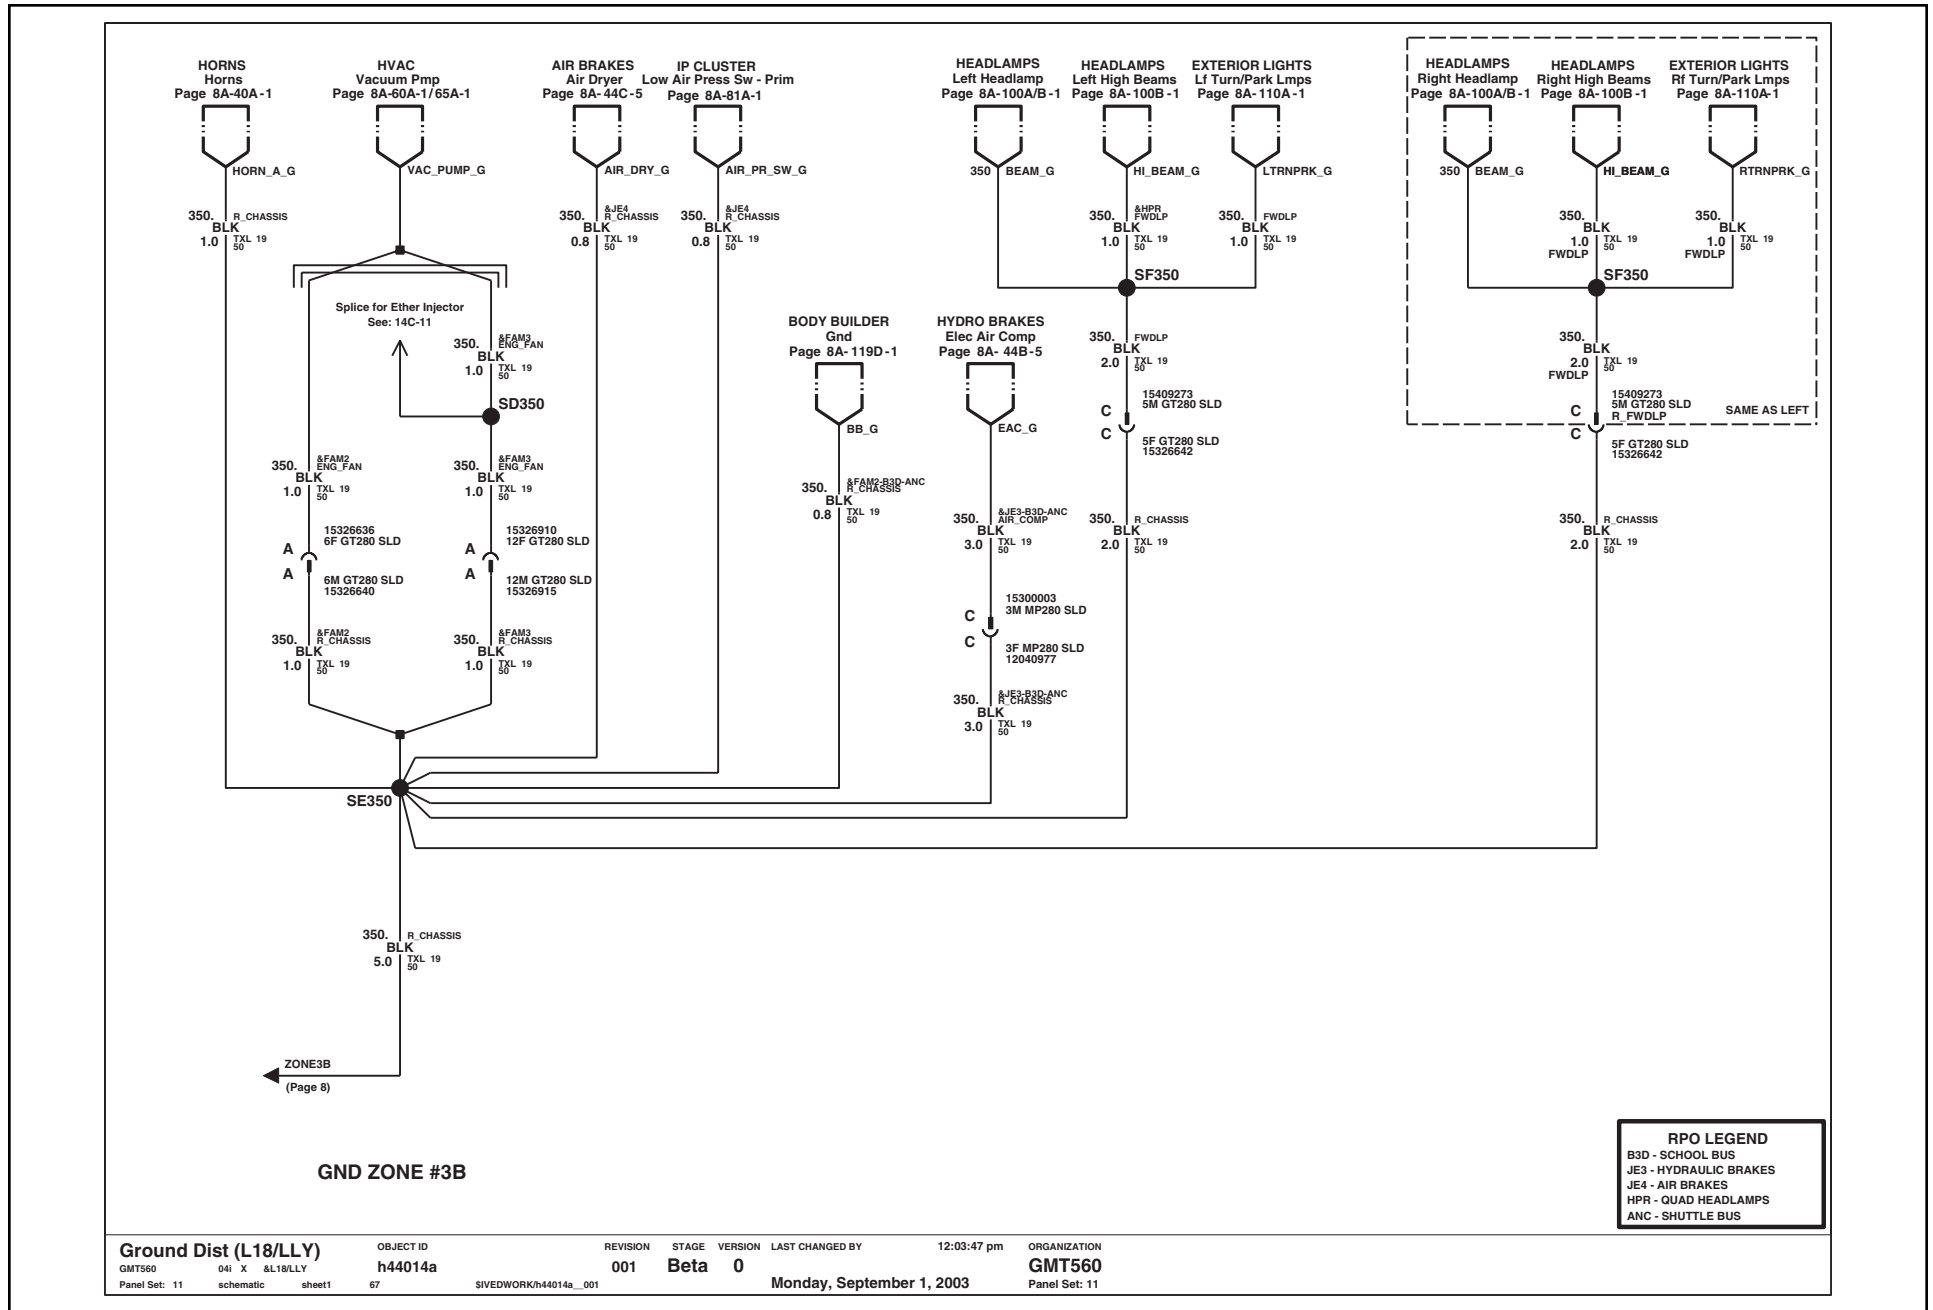 HORNS
Horns
Page 8A-40A-1
HVAC
Vacuum Pmp
Page 8A-60A-1/65A-1
AIR BRAKES
Air Dryer
Page 8A-44C-5
IP CLUSTER
Low Air Press Sw - Prim
Page 8A-81A-1
HEADLAMPS
Left Headlamp
Page 8A-100A/B-1
HEADLAMPS
Left High Beams
Page 8A-100B-1
EXTERIOR LIGHTS
Lf Turn/Park Lmps
Page 8A-110A-1
HEADLAMPS
Right Headlamp
Page 8A-100A/B-1
HEADLAMPS
Right High Beams
Page 8A-100B-1
EXTERIOR LIGHTS
Rf Turn/Park Lmps
Page 8A-110A-1
HORN_A_G
VAC_PUMP_G
AIR_DRY_G
AIR_PR_SW_G
350 BEAM_G
HI_BEAM_G
LTRNPRK_G
350 BEAM_G
HI_BEAM_G
RTRNPRK_G
350. R_CHASSIS
BLK
1.0 TXL 19
50
&JE4
350. R_CHASSIS
BLK
0.8 TXL 19
50
&JE4
350. R_CHASSIS
BLK
0.8 TXL 19
50
&HPR
350. FWDLP
BLK
1.0 TXL 19
50
350. FWDLP
BLK
1.0 TXL 19
50
350.
BLK
1.0 TXL 19
FWDLP 50
350.
BLK
1.0 TXL 19
FWDLP 50
SF350
SF350
Splice for Ether Injector
See: 14C-11
&FAM3
350. ENG_FAN
BLK
1.0 TXL 19
50
SD350
BODY BUILDER
Gnd
Page 8A-119D-1
HYDRO BRAKES
Elec Air Comp
Page 8A-44B-5
350. FWDLP
BLK
2.0 TXL 19
50
350.
BLK
2.0 TXL 19
FWDLP 50
15409273
5M GT280 SLD
C
C
5F GT280 SLD
15326642
15409273
5M GT280 SLD
R_FWDLP
C
C
5F GT280 SLD
15326642
SAME AS LEFT
BB_G
EAC_G
&FAM2
350. ENG_FAN
BLK
1.0 TXL 19
50
&FAM3
350. ENG_FAN
BLK
1.0 TXL 19
50
&FAM2-B3D-ANC
350. R_CHASSIS
BLK
0.8 TXL 19
50
&JE3-B3D-ANC
350. AIR_COMP
BLK
3.0 TXL 19
50
350. R_CHASSIS
BLK
2.0 TXL 19
50
350. R_CHASSIS
BLK
2.0 TXL 19
50
15326636
6F GT280 SLD
A
A
6M GT280 SLD
15326640
15326910
12F GT280 SLD
A
A
12M GT280 SLD
15326915
15300003
3M MP280 SLD
C
C
3F MP280 SLD
12040977
&FAM2
350. R_CHASSIS
BLK
1.0 TXL 19
50
&FAM3
350. R_CHASSIS
BLK
1.0 TXL 19
50
&JE3-B3D-ANC
350. R_CHASSIS
BLK
3.0 TXL 19
50
SE350
350. R_CHASSIS
BLK
5.0 TXL 19
50
ZONE3B
(Page 8)
GND ZONE #3B
RPO LEGEND
B3D - SCHOOL BUS
JE3 - HYDRAULIC BRAKES
JE4 - AIR BRAKES
HPR - QUAD HEADLAMPS
ANC - SHUTTLE BUS
Ground Dist (L18/LLY)
GMT560 04i X &L18/LLY
Panel Set: 11 schematic sheet1 67
OBJECT ID
h44014a
$IVEDWORK/h44014a__001
REVISION
001
STAGE
Beta
VERSION
0
LAST CHANGED BY 12:03:47 pm
Monday, September 1, 2003
ORGANIZATION
GMT560
Panel Set: 11